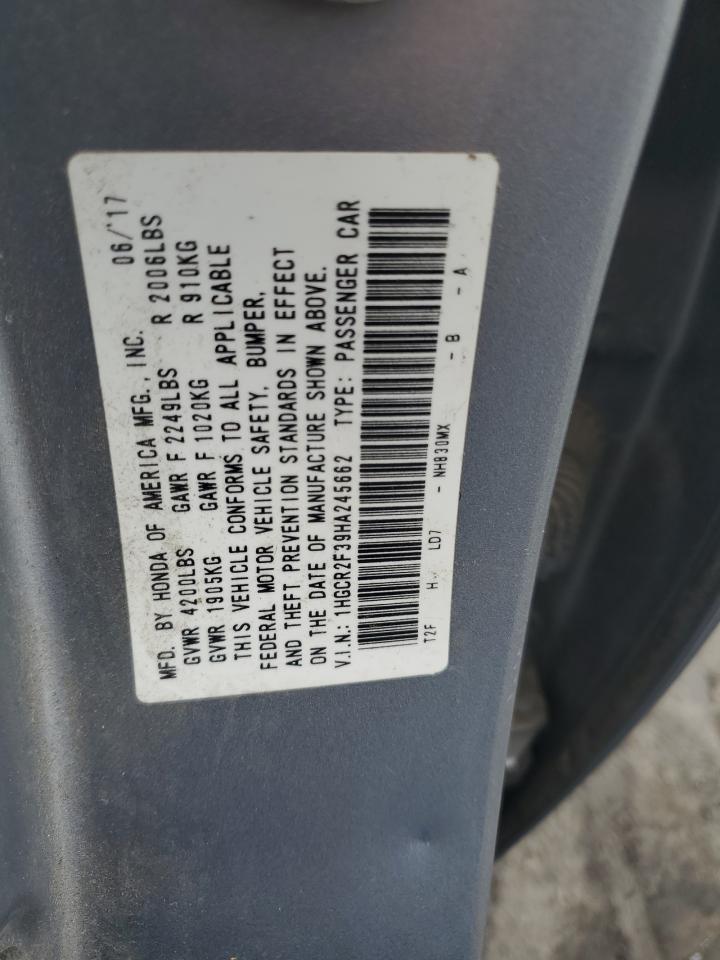 MFD. BY HONDA OF AMERICA MFG., INC. 06/'17
GVWR 4200LBS GAWR F 2249LBS R 2006LBS
GVWR 1905KG GAWR F 1020KG R 910KG
THIS VEHICLE CONFORMS TO ALL APPLICABLE
FEDERAL MOTOR VEHICLE SAFETY, BUMPER,
AND THEFT PREVENTION STANDARDS IN EFFECT
ON THE DATE OF MANUFACTURE SHOWN ABOVE.
V.I.N.: 1HGCR2F39HA245662 TYPE: PASSENGER CAR
T2F H. LD7 - NH830MX - B - A